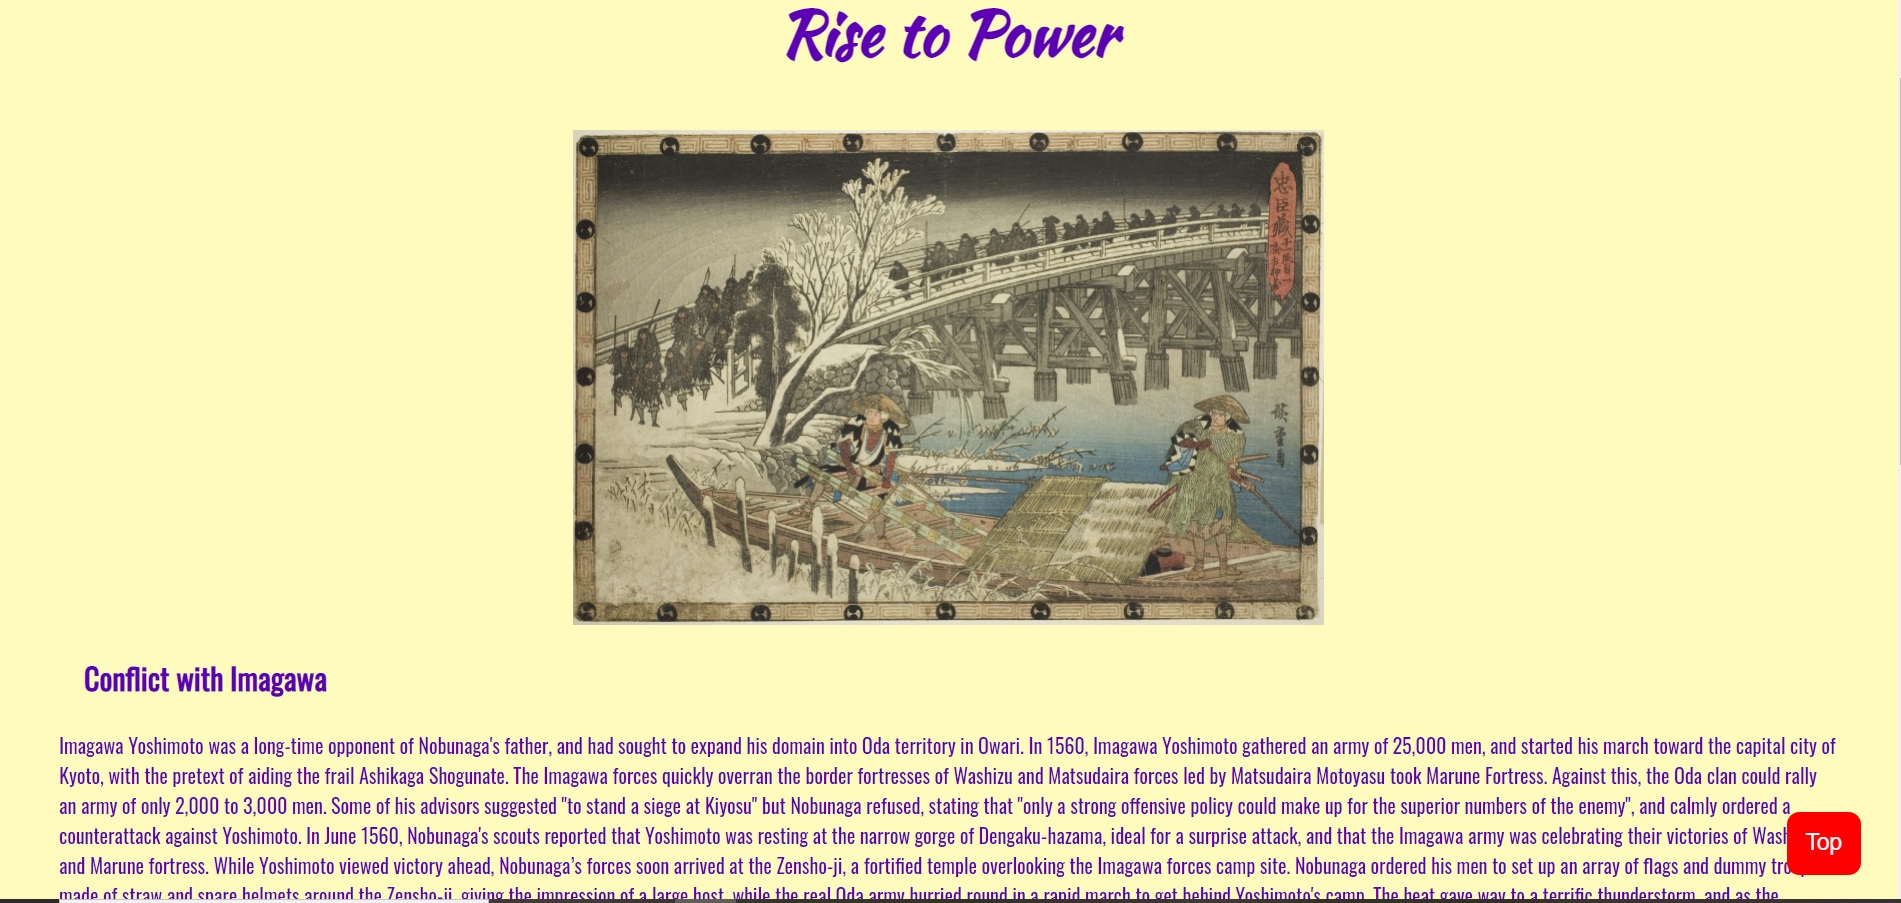 Rise to Power
忠臣蔵
十一段目一
Conflict with Imagawa
Imagawa Yoshimoto was a long-time opponent of Nobunaga's father, and had sought to expand his domain into Oda territory in Owari. In 1560, Imagawa Yoshimoto gathered an army of 25,000 men, and started his march toward the capital city of
Kyoto, with the pretext of aiding the frail Ashikaga Shogunate. The Imagawa forces quickly overran the border fortresses of Washizu and Matsudaira forces led by Matsudaira Motoyasu took Marune Fortress. Against this, the Oda clan could rally
an army of only 2,000 to 3,000 men. Some of his advisors suggested "to stand a siege at Kiyosu" but Nobunaga refused, stating that "only a strong offensive policy could make up for the superior numbers of the enemy", and calmly ordered a
counterattack against Yoshimoto. In June 1560, Nobunaga's scouts reported that Yoshimoto was resting at the narrow gorge of Dengaku-hazama, ideal for a surprise attack, and that the Imagawa army was celebrating their victories of
and Marune fortress. While Yoshimoto viewed victory ahead, Nobunaga’s forces soon arrived at the Zensho-ji, a fortified temple overlooking the Imagawa forces camp site. Nobunaga ordered his men to set up an array of flags and dummy
made of straw and spare helmets around the Zensho-ji, giving the impression of a large host, while the real Oda army hurried round in a rapid march to get behind Yoshimoto's camp. The heat gave way to a terrific thunderstorm, and as the
Top